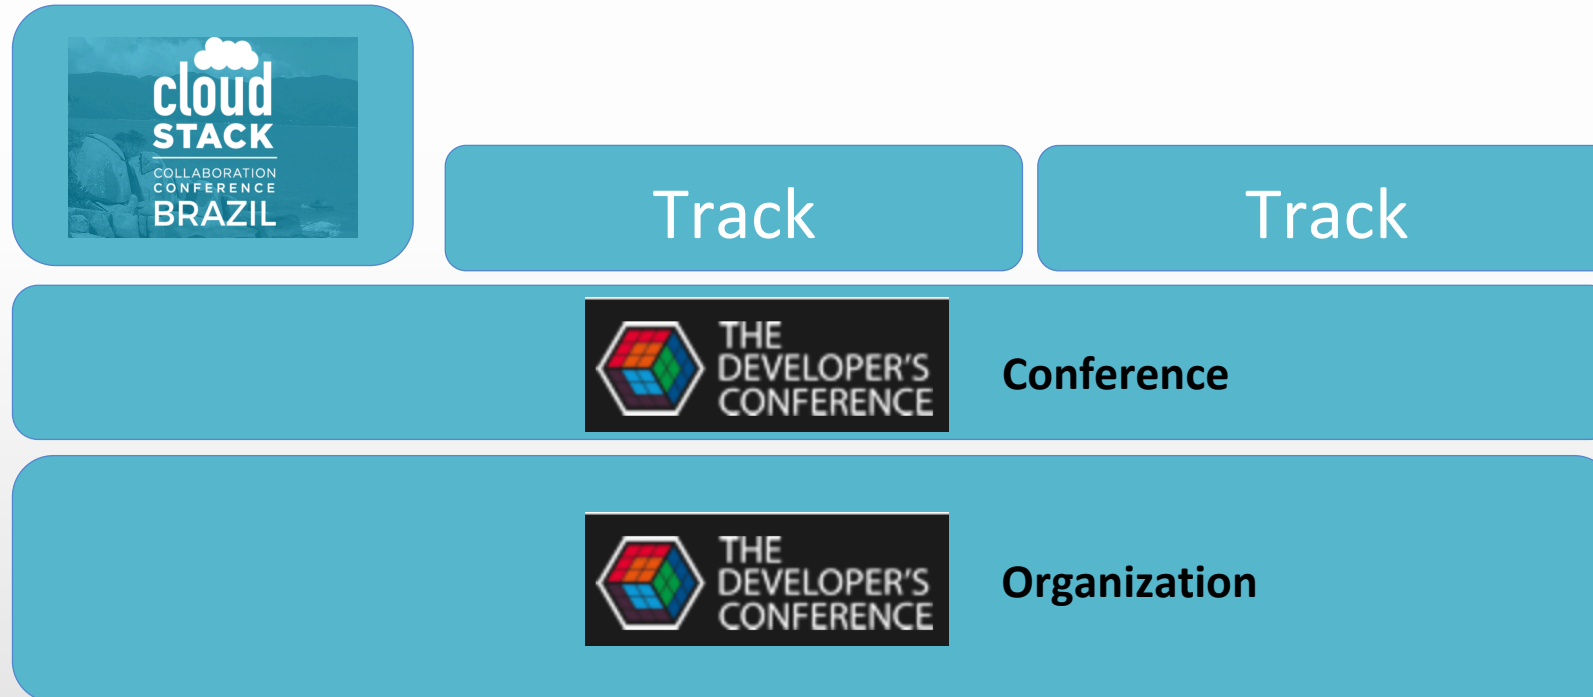 cloud
STACK
COLLABORATION
CONFERENCE
BRAZIL
Track
Track
THE
DEVELOPER'S
CONFERENCE
Conference
THE
DEVELOPER'S
CONFERENCE
Organization